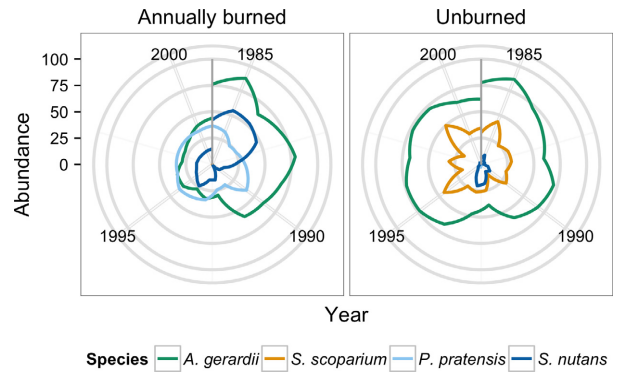 Annually burned
Unburned
2000 1985
2000 1985
100
75
50
25
0
Abundance
1995 1990
1995 1990
Year
Species A. gerardii S. scoparium P. pratensis S. nutans